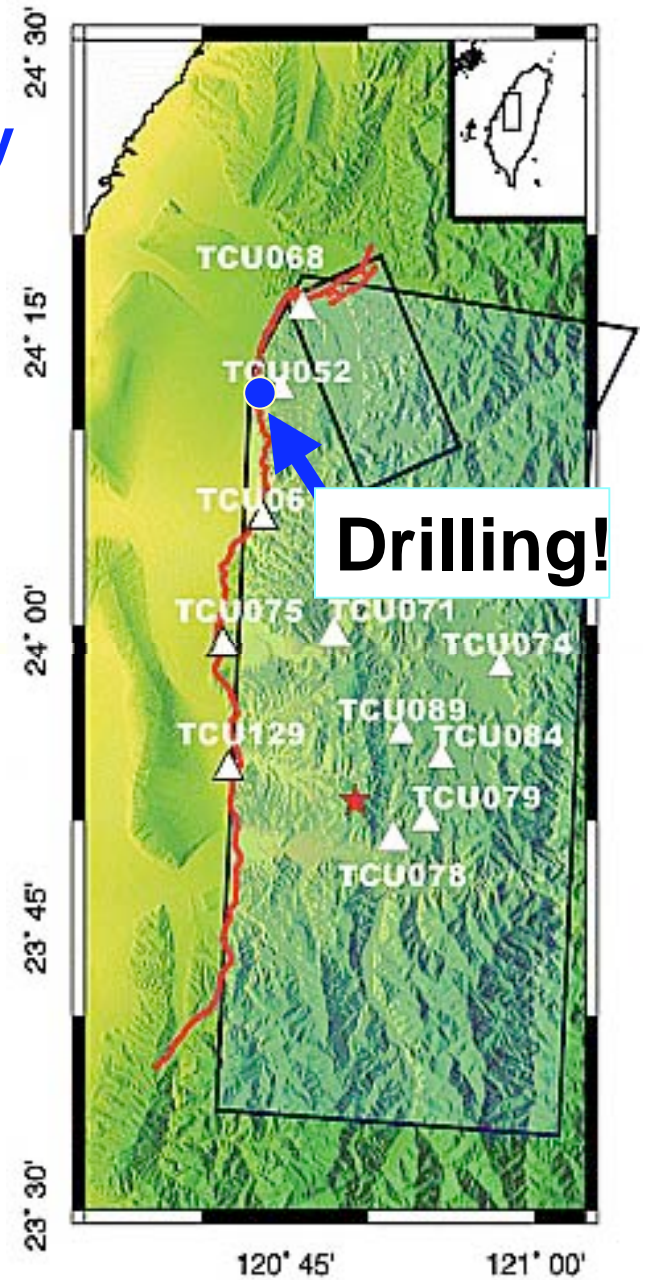 24° 30'
TCU068
24° 15'
TCU052
TCU06
Drilling!
24° 00'
TCU075
TCU071
TCU074
TCU089
TCU129
TCU084
TCU079
TCU078
23° 45'
23° 30'
120° 45'
121° 00'